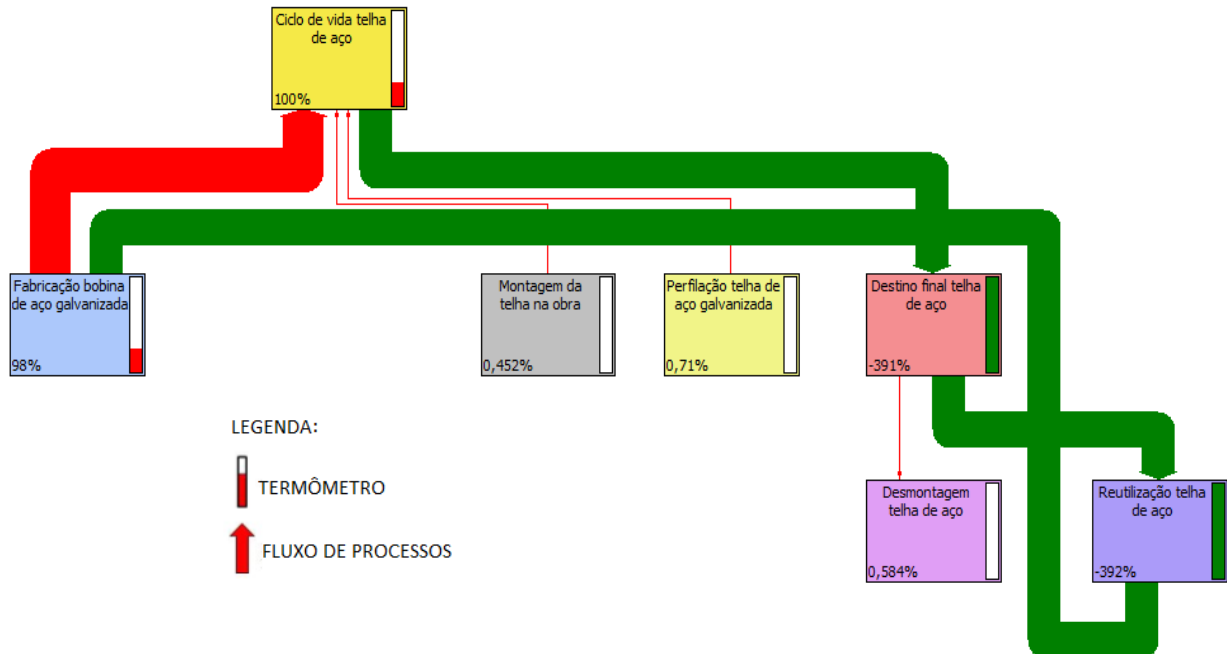 Ciclo de vida telha
de aço
100%
Fabricação bobina
de aço galvanizada
98%
Montagem da
telha na obra
0,452%
Perfilação telha de
aço galvanizada
0,71%
Destino final telha
de aço
-391%
LEGENDA:
TERMÔMETRO
FLUXO DE PROCESSOS
Desmontagem
telha de aço
0,584%
Reutilização telha
de aço
-392%